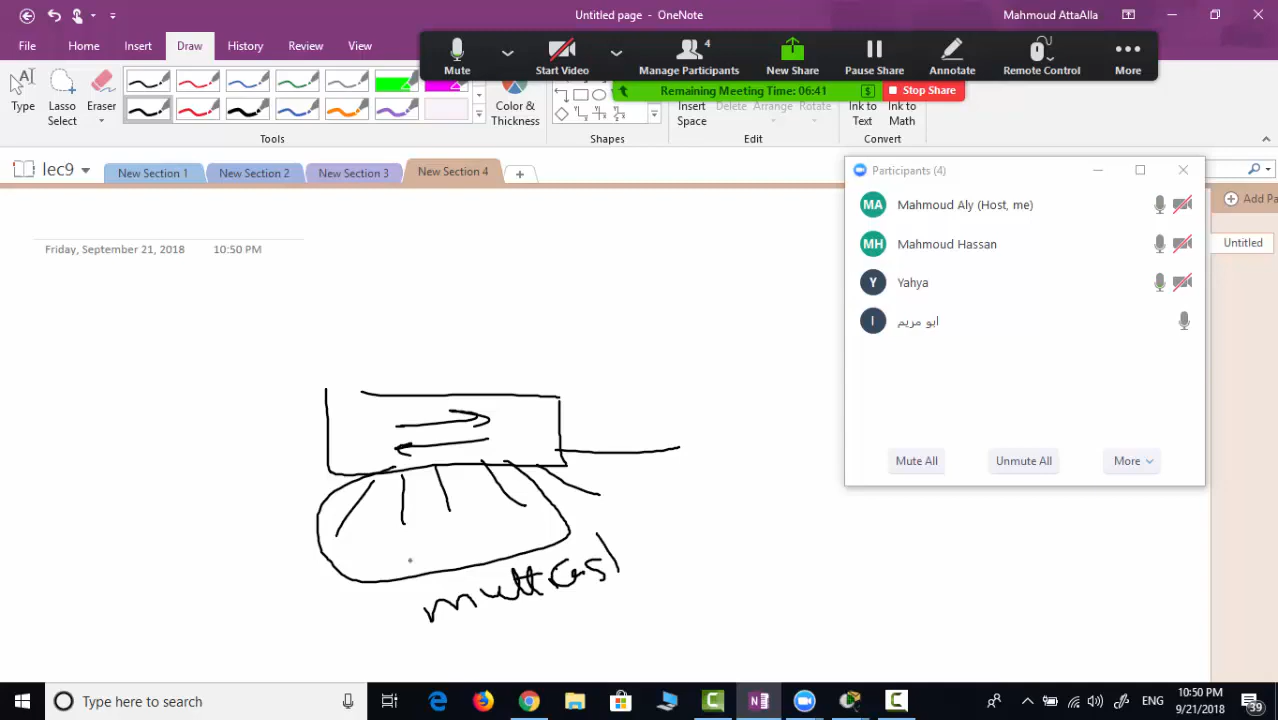 Untitled page - OneNote
Mahmoud AttaAlla
File Home Insert Draw History Review View
Mute Start Video Manage Participants 4 New Share Pause Share Annotate Remote Control More
Remaining Meeting Time: 06:41 Stop Share
Type Lasso Select Eraser Color & Thickness Insert Space Delete Arrange Rotate Ink to Text Ink to Math
Tools Shapes Edit Convert
lec9 New Section 1 New Section 2 New Section 3 New Section 4
Add Pa
Untitled
Friday, September 21, 2018 10:50 PM
Participants (4)
MA Mahmoud Aly (Host, me)
MH Mahmoud Hassan
Y Yahya
ا ابو مريم
Mute All Unmute All More
multicast
Type here to search
ENG
10:50 PM
9/21/2018
39